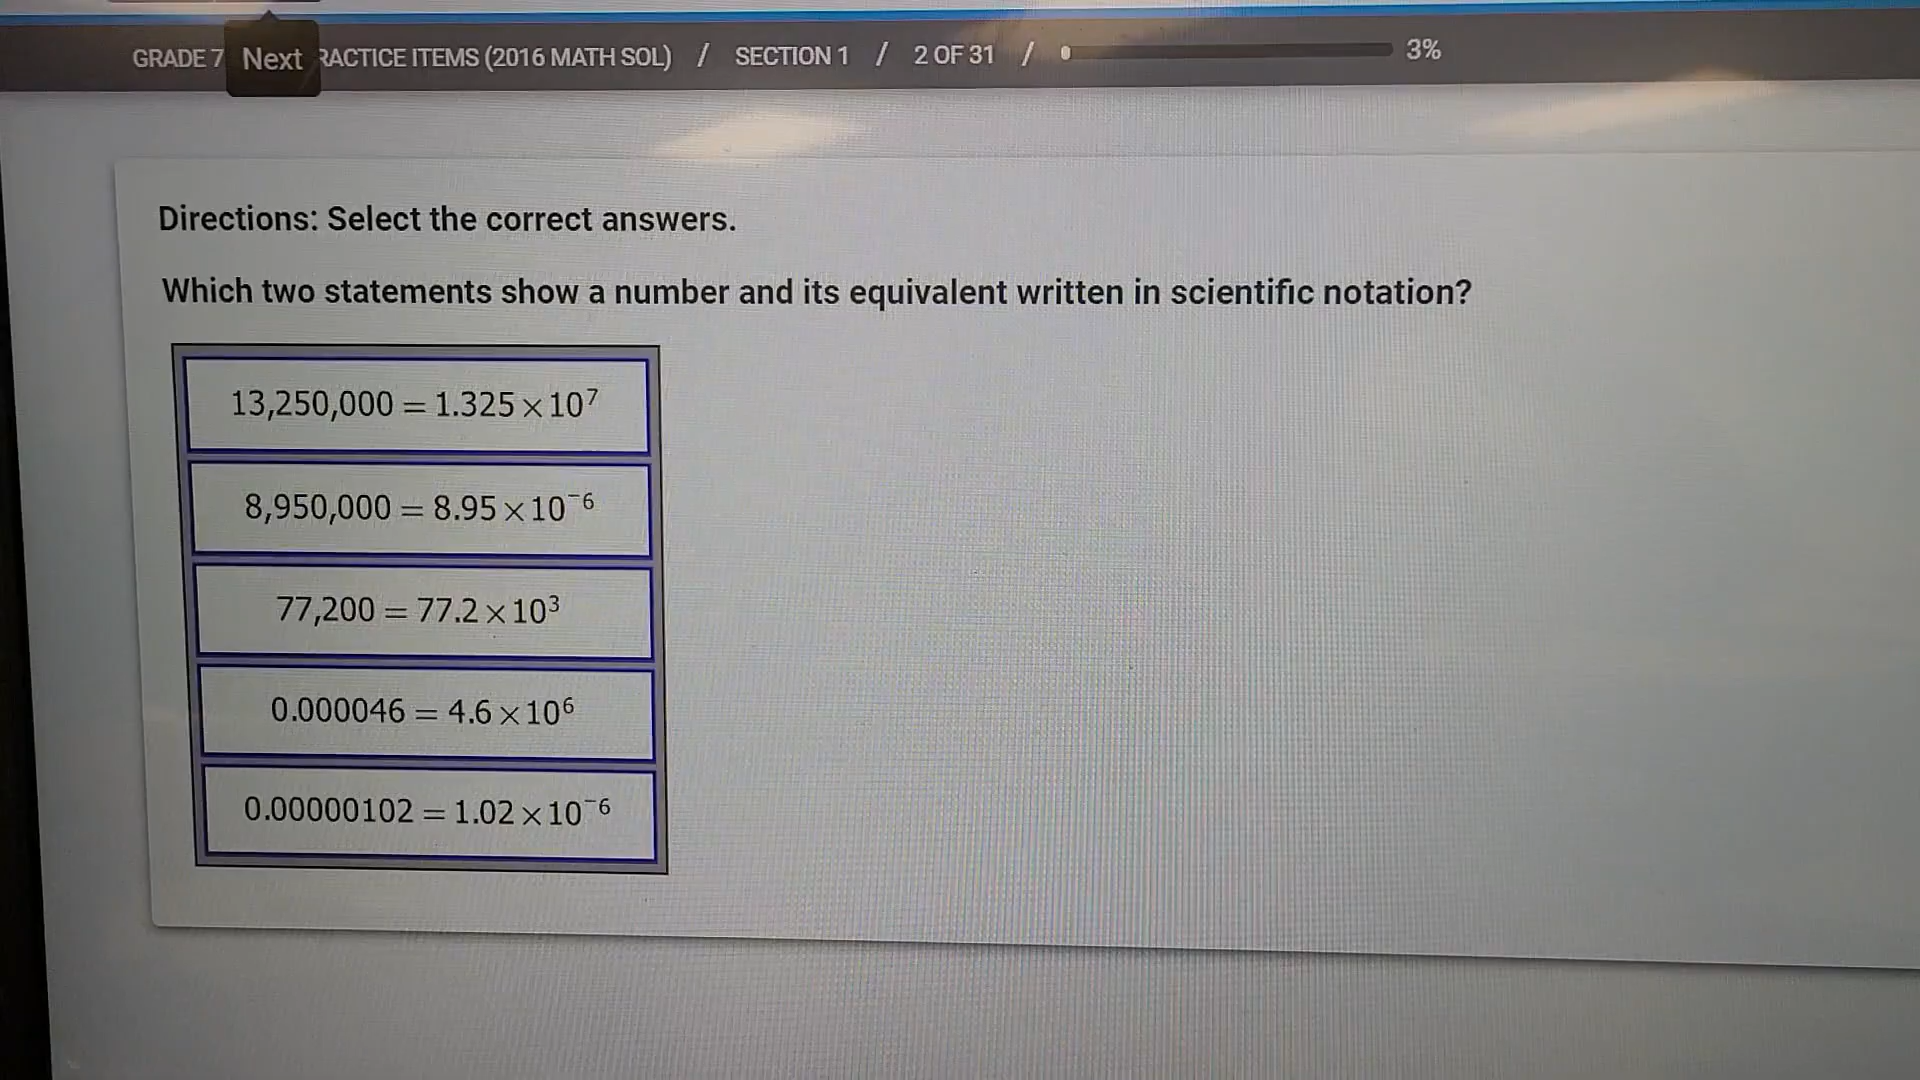 GRADE 7 Next RACTICE ITEMS (2016 MATH SOL) / SECTION 1 / 2 OF 31 / 3%
Directions: Select the correct answers.
Which two statements show a number and its equivalent written in scientific notation?
13,250,000 = 1.325 × 10⁷
8,950,000 = 8.95 × 10⁻⁶
77,200 = 77.2 × 10³
0.000046 = 4.6 × 10⁶
0.00000102 = 1.02 × 10⁻⁶